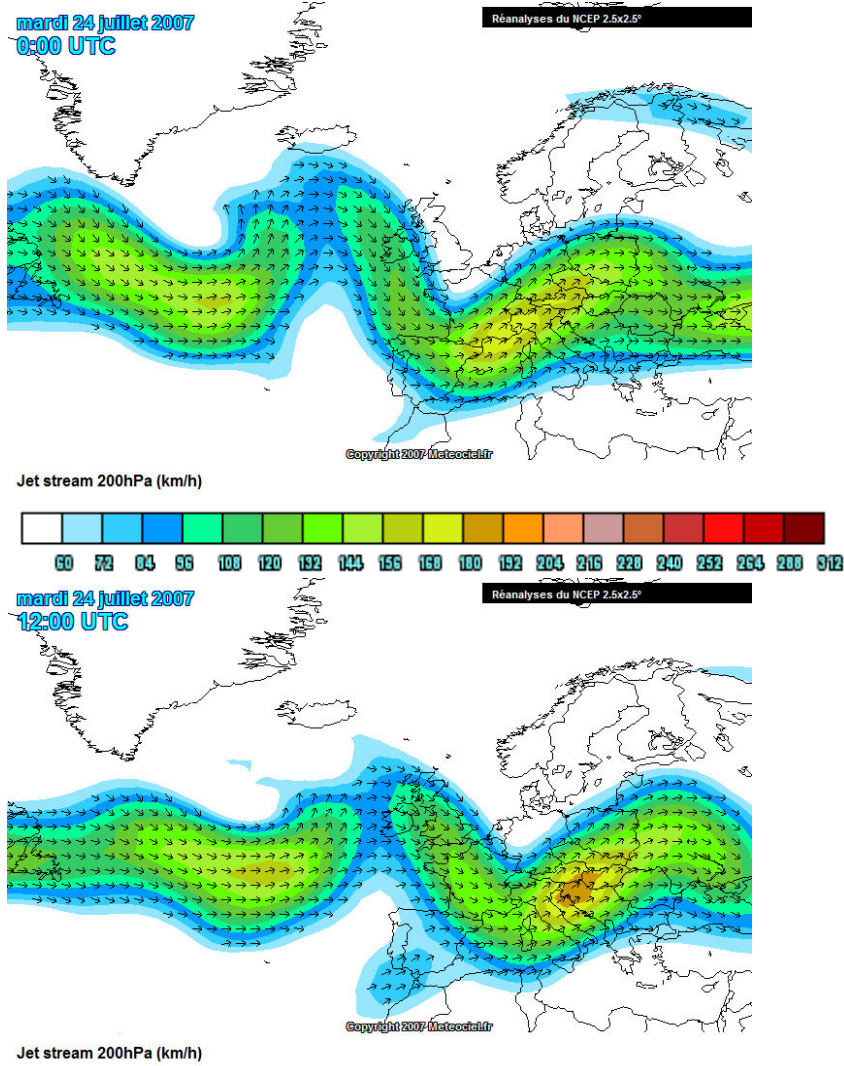 mardi 24 juillet 2007
0:00 UTC
Réanalyses du NCEP 2.5x2.5°
Copyright 2007 Meteociel.fr
Jet stream 200hPa (km/h)
60 72 84 96 108 120 132 144 156 168 180 192 204 216 228 240 252 264 288 312
mardi 24 juillet 2007
12:00 UTC
Réanalyses du NCEP 2.5x2.5°
Copyright 2007 Meteociel.fr
Jet stream 200hPa (km/h)